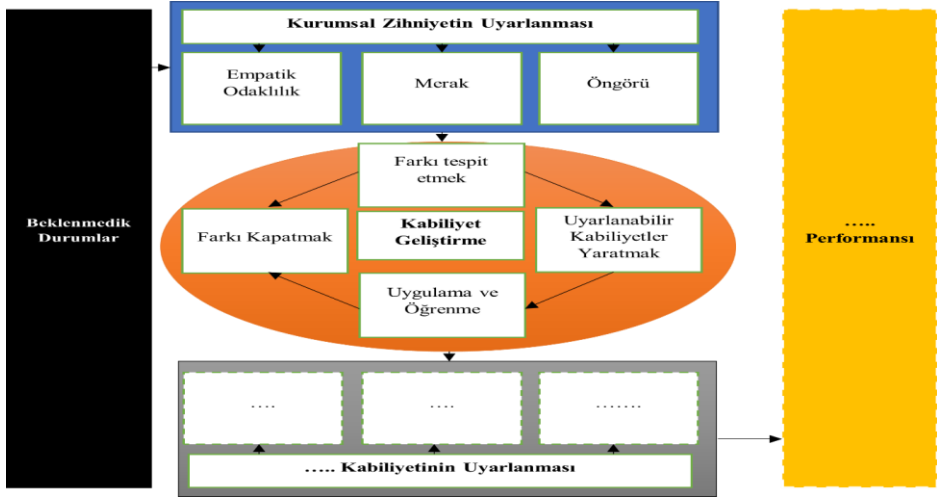 Beklenmedik
Durumlar
Kurumsal Zihniyetin Uyarlanması
Empatik
Odaklılık
Merak
Öngörü
Farkı tespit
etmek
Farkı Kapatmak
Kabiliyet
Geliştirme
Uyarlanabilir
Kabiliyetler
Yaratmak
Uygulama ve
Öğrenme
….
….
…….
….. Kabiliyetinin Uyarlanması
…..
Performansı